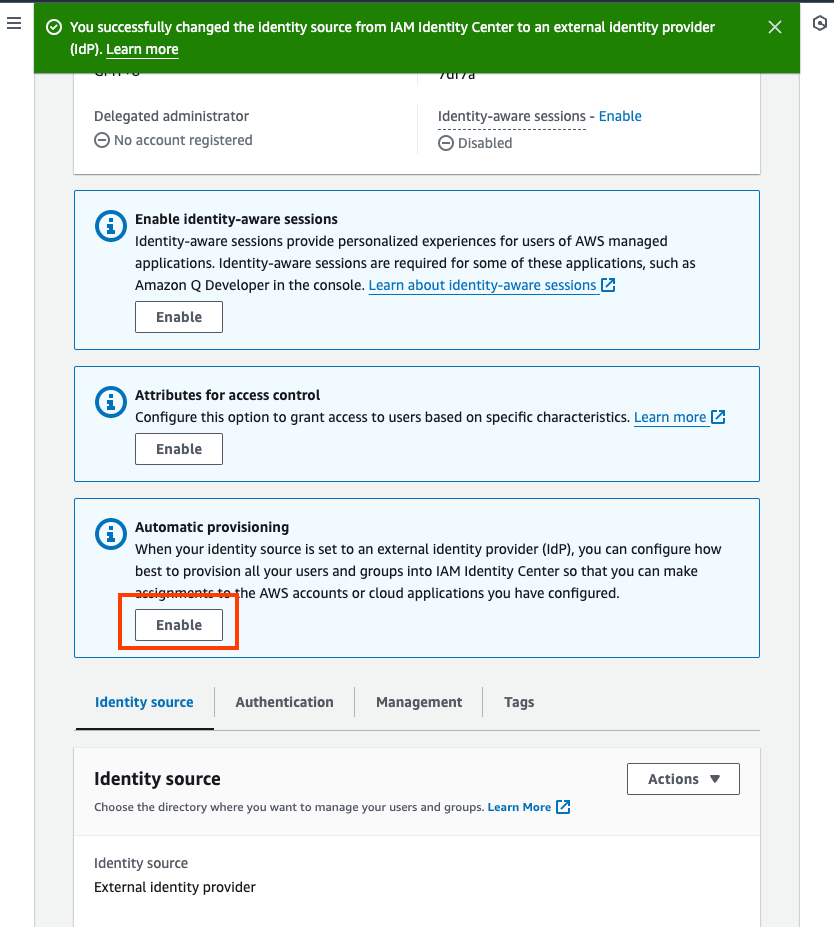 You successfully changed the identity source from IAM Identity Center to an external identity provider
(IdP). Learn more
Delegated administrator
No account registered
Identity-aware sessions - Enable
Disabled
Enable identity-aware sessions
Identity-aware sessions provide personalized experiences for users of AWS managed
applications. Identity-aware sessions are required for some of these applications, such as
Amazon Q Developer in the console. Learn about identity-aware sessions
Enable
Attributes for access control
Configure this option to grant access to users based on specific characteristics. Learn more
Enable
Automatic provisioning
When your identity source is set to an external identity provider (IdP), you can configure how
best to provision all your users and groups into IAM Identity Center so that you can make
assignments to the AWS accounts or cloud applications you have configured.
Enable
Identity source
Authentication
Management
Tags
Identity source
Actions
Choose the directory where you want to manage your users and groups. Learn More
Identity source
External identity provider